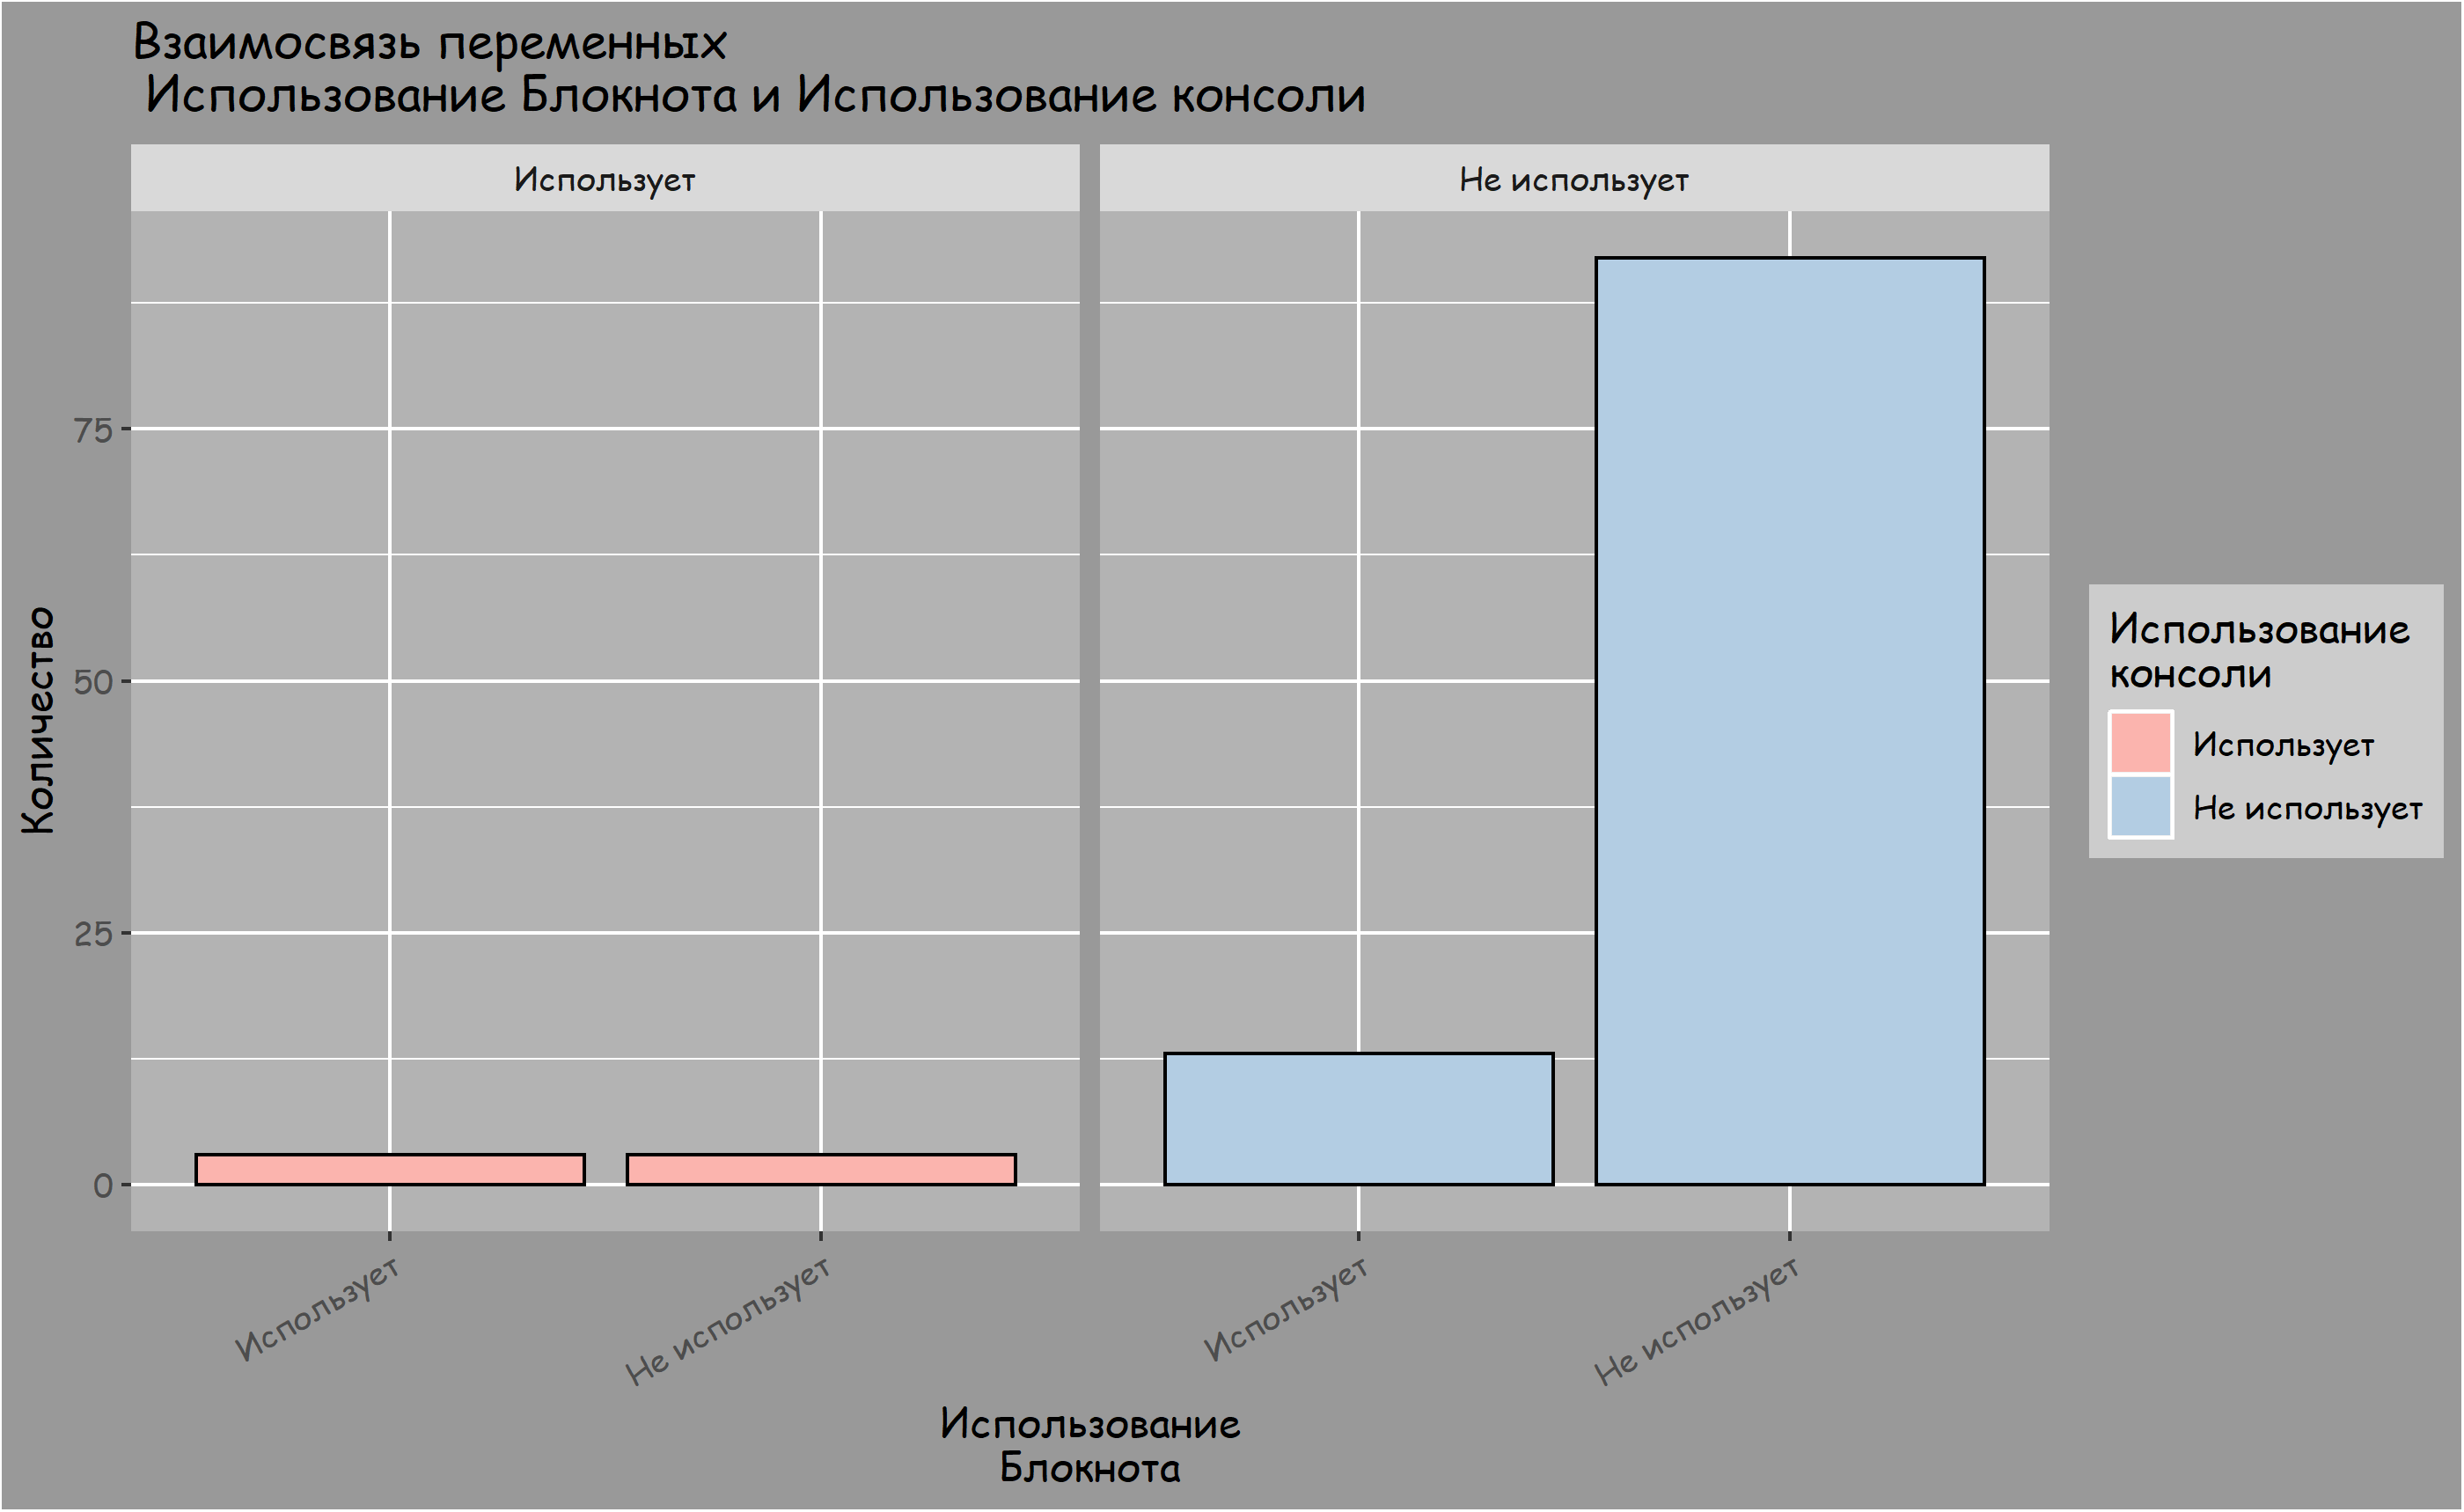 Взаимосвязь переменных
Использование Блокнота и Использование консоли
Использует
Не использует
Количество
75
50
25
0
Использует
Не использует
Использует
Не использует
Использование
Блокнота
Использование
консоли
Использует
Не использует